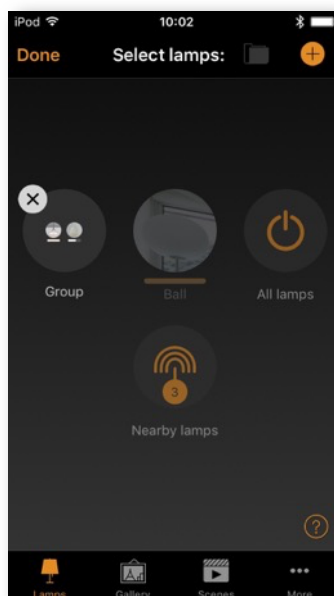 iPod 10:02
Done Select lamps:
Group Ball All lamps
3
Nearby lamps
?
Lamps Gallery Scenes More